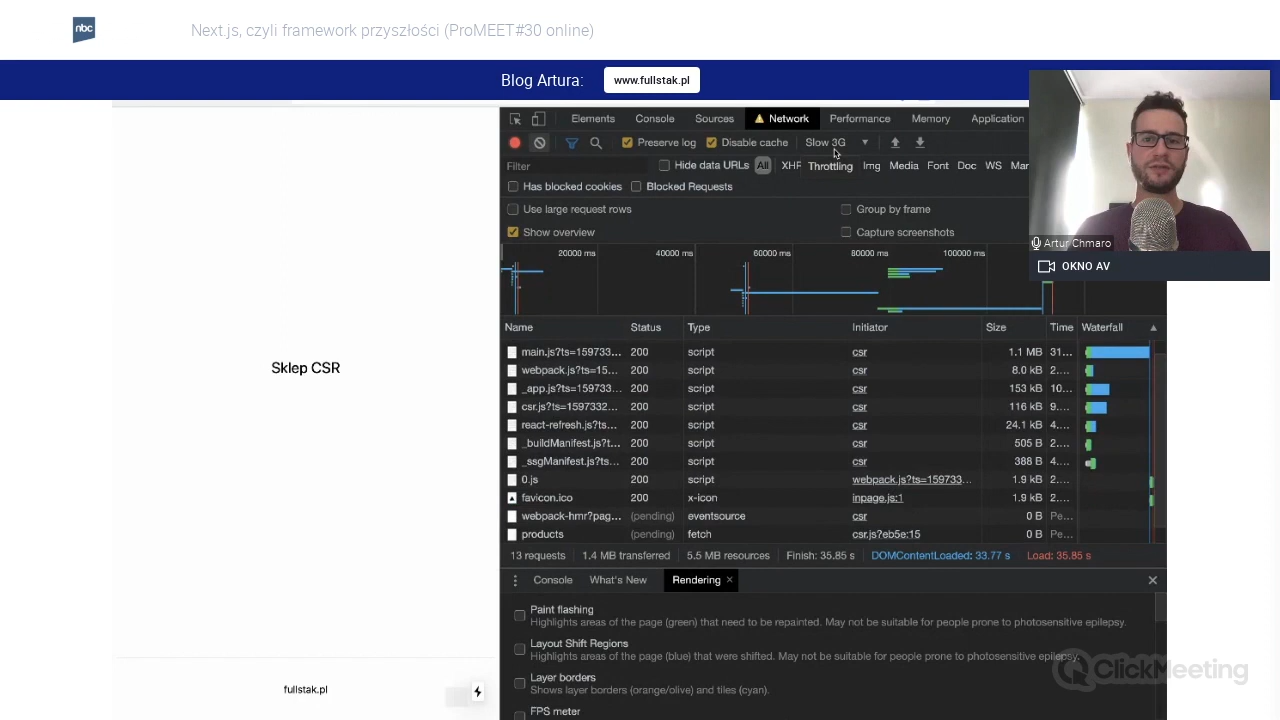 nbc
Next.js, czyli framework przyszłości (ProMEET#30 online)
Blog Artura: www.fullstak.pl
Elements Console Sources Network Performance Memory Application
Preserve log Disable cache Slow 3G
Filter Hide data URLs All XHR Throttling Img Media Font Doc WS Man
Has blocked cookies Blocked Requests
Use large request rows Group by frame
Show overview Capture screenshots
Artur Chmaro
OKNO AV
20000 ms 40000 ms 60000 ms 80000 ms 100000 ms
Name Status Type Initiator Size Time Waterfall
main.js?ts=159733... 200 script csr 1.1 MB 31...
webpack.js?ts=15... 200 script csr 8.0 kB 2....
_app.js?ts=159733... 200 script csr 153 kB 10...
csr.js?ts=1597332... 200 script csr 116 kB 9....
react-refresh.js?ts... 200 script csr 24.1 kB 4....
_buildManifest.js?t... 200 script csr 505 B 2....
_ssgManifest.js?ts... 200 script csr 388 B 4....
0.js 200 script webpack.js?ts=159733... 1.9 kB 2....
favicon.ico 200 x-icon inpage.js:1 1.9 kB 2....
webpack-hmr?pag... (pending) eventsource csr 0 B Pe...
products (pending) fetch csr.js?eb5e:15 0 B Pe...
13 requests 1.4 MB transferred 5.5 MB resources Finish: 35.85 s DOMContentLoaded: 33.77 s Load: 35.85 s
Console What's New Rendering
Paint flashing
Highlights areas of the page (green) that need to be repainted. May not be suitable for people prone to photosensitive epilepsy.
Layout Shift Regions
Highlights areas of the page (blue) that were shifted. May not be suitable for people prone to photosensitive epilepsy.
Layer borders
Shows layer borders (orange/olive) and tiles (cyan).
FPS meter
Sklep CSR
fullstak.pl
ClickMeeting